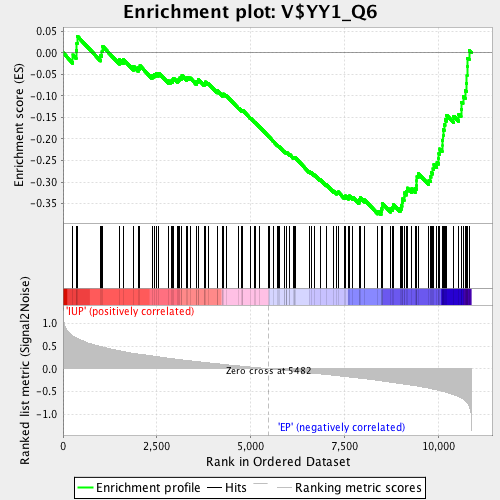 Enrichment plot: V$YY1_Q6
Enrichment score (ES)
0.05
0.00
-0.05
-0.10
-0.15
-0.20
-0.25
-0.30
-0.35
'IUP' (positively correlated)
Ranked list metric (Signal2Noise)
1.0
0.5
0.0
-0.5
-1.0
Zero cross at 5482
'EP' (negatively correlated)
0
2,500
5,000
7,500
10,000
Rank in Ordered Dataset
Enrichment profile
Hits
Ranking metric scores